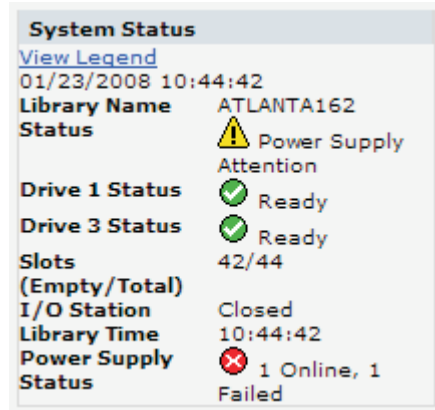 System Status
View Legend
01/23/2008 10:44:42
Library Name ATLANTA162
Status Power Supply
Attention
Drive 1 Status Ready
Drive 3 Status Ready
Slots 42/44
(Empty/Total)
I/O Station Closed
Library Time 10:44:42
Power Supply 1 Online, 1
Status Failed